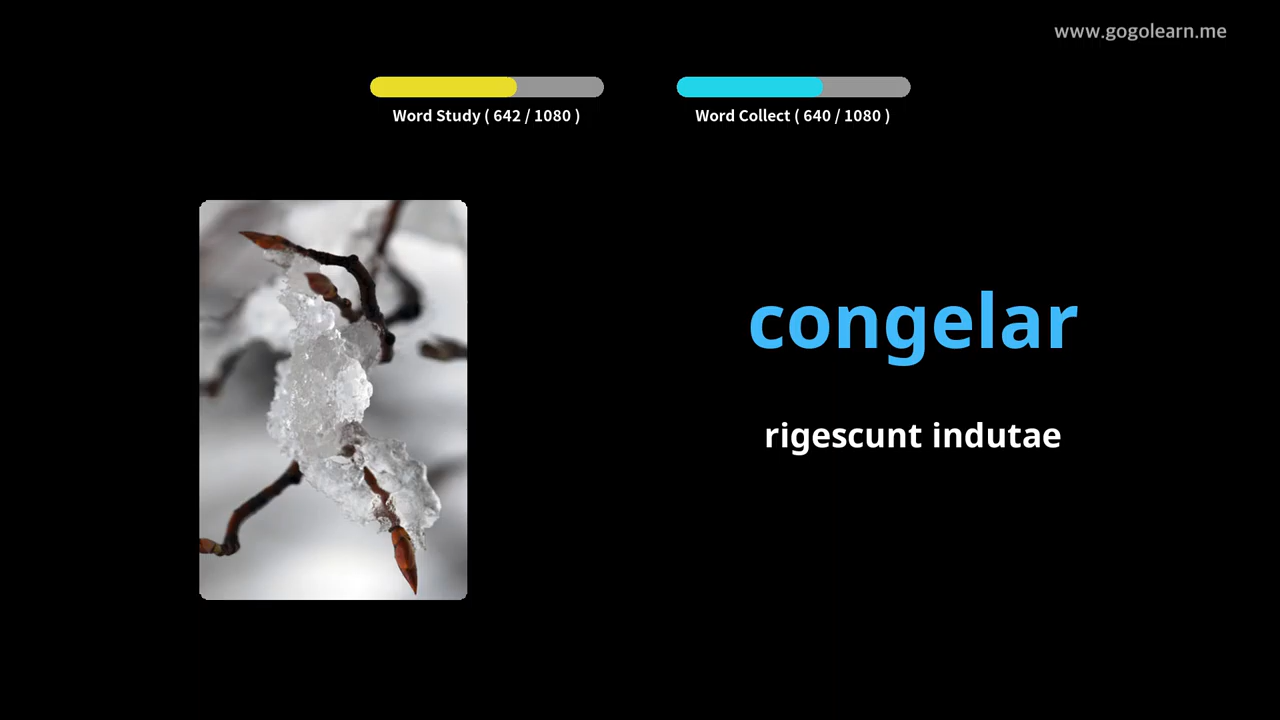 www.gogolearn.me
Word Study ( 642 / 1080 )
Word Collect ( 640 / 1080 )
congelar
rigescunt indutae